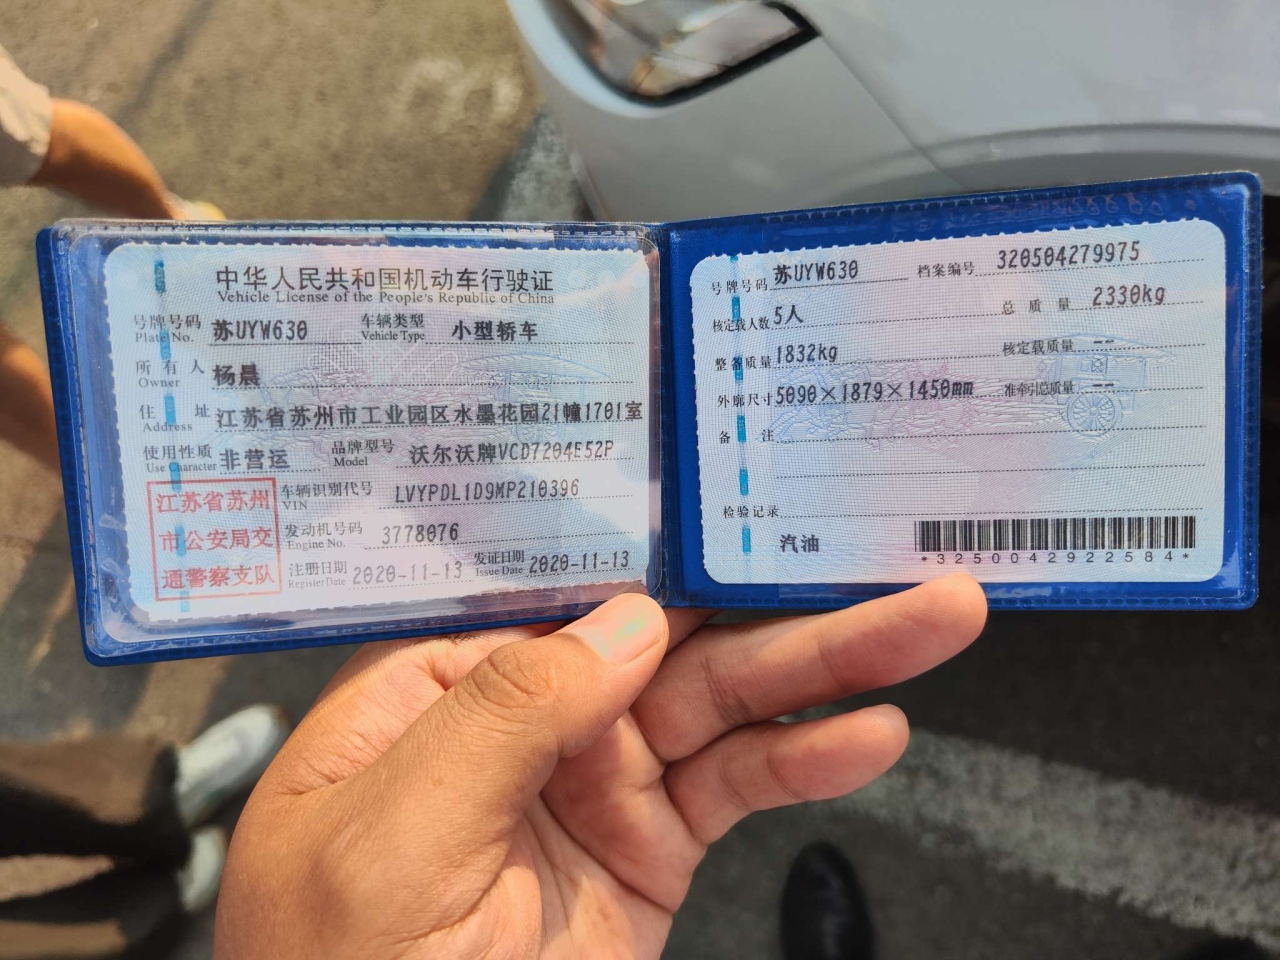 中华人民共和国机动车行驶证
Vehicle License of the People's Republic of China
号牌号码 苏UYW630 车辆类型 小型轿车
Plate No. Vehicle Type
所有人 杨晨
Owner
住址 江苏省苏州市工业园区水墨花园21幢1701室
Address
使用性质 非营运 品牌型号 沃尔沃牌VCD7204E52P
Use Character Model
江苏省苏州
市公安局交
通警察支队
车辆识别代号 LVYPDL1D9MP210396
VIN
发动机号码 3778076
Engine No.
注册日期 2020-11-13 发证日期 2020-11-13
Register Date Issue Date
号牌号码 苏UYW630 档案编号 320504279975
核定载人数 5人 总质量 2330kg
整备质量 1832kg 核定载质量 --
外廓尺寸 5090×1879×1450mm 准牵引总质量 --
备注
检验记录
汽油
*3250042922584*